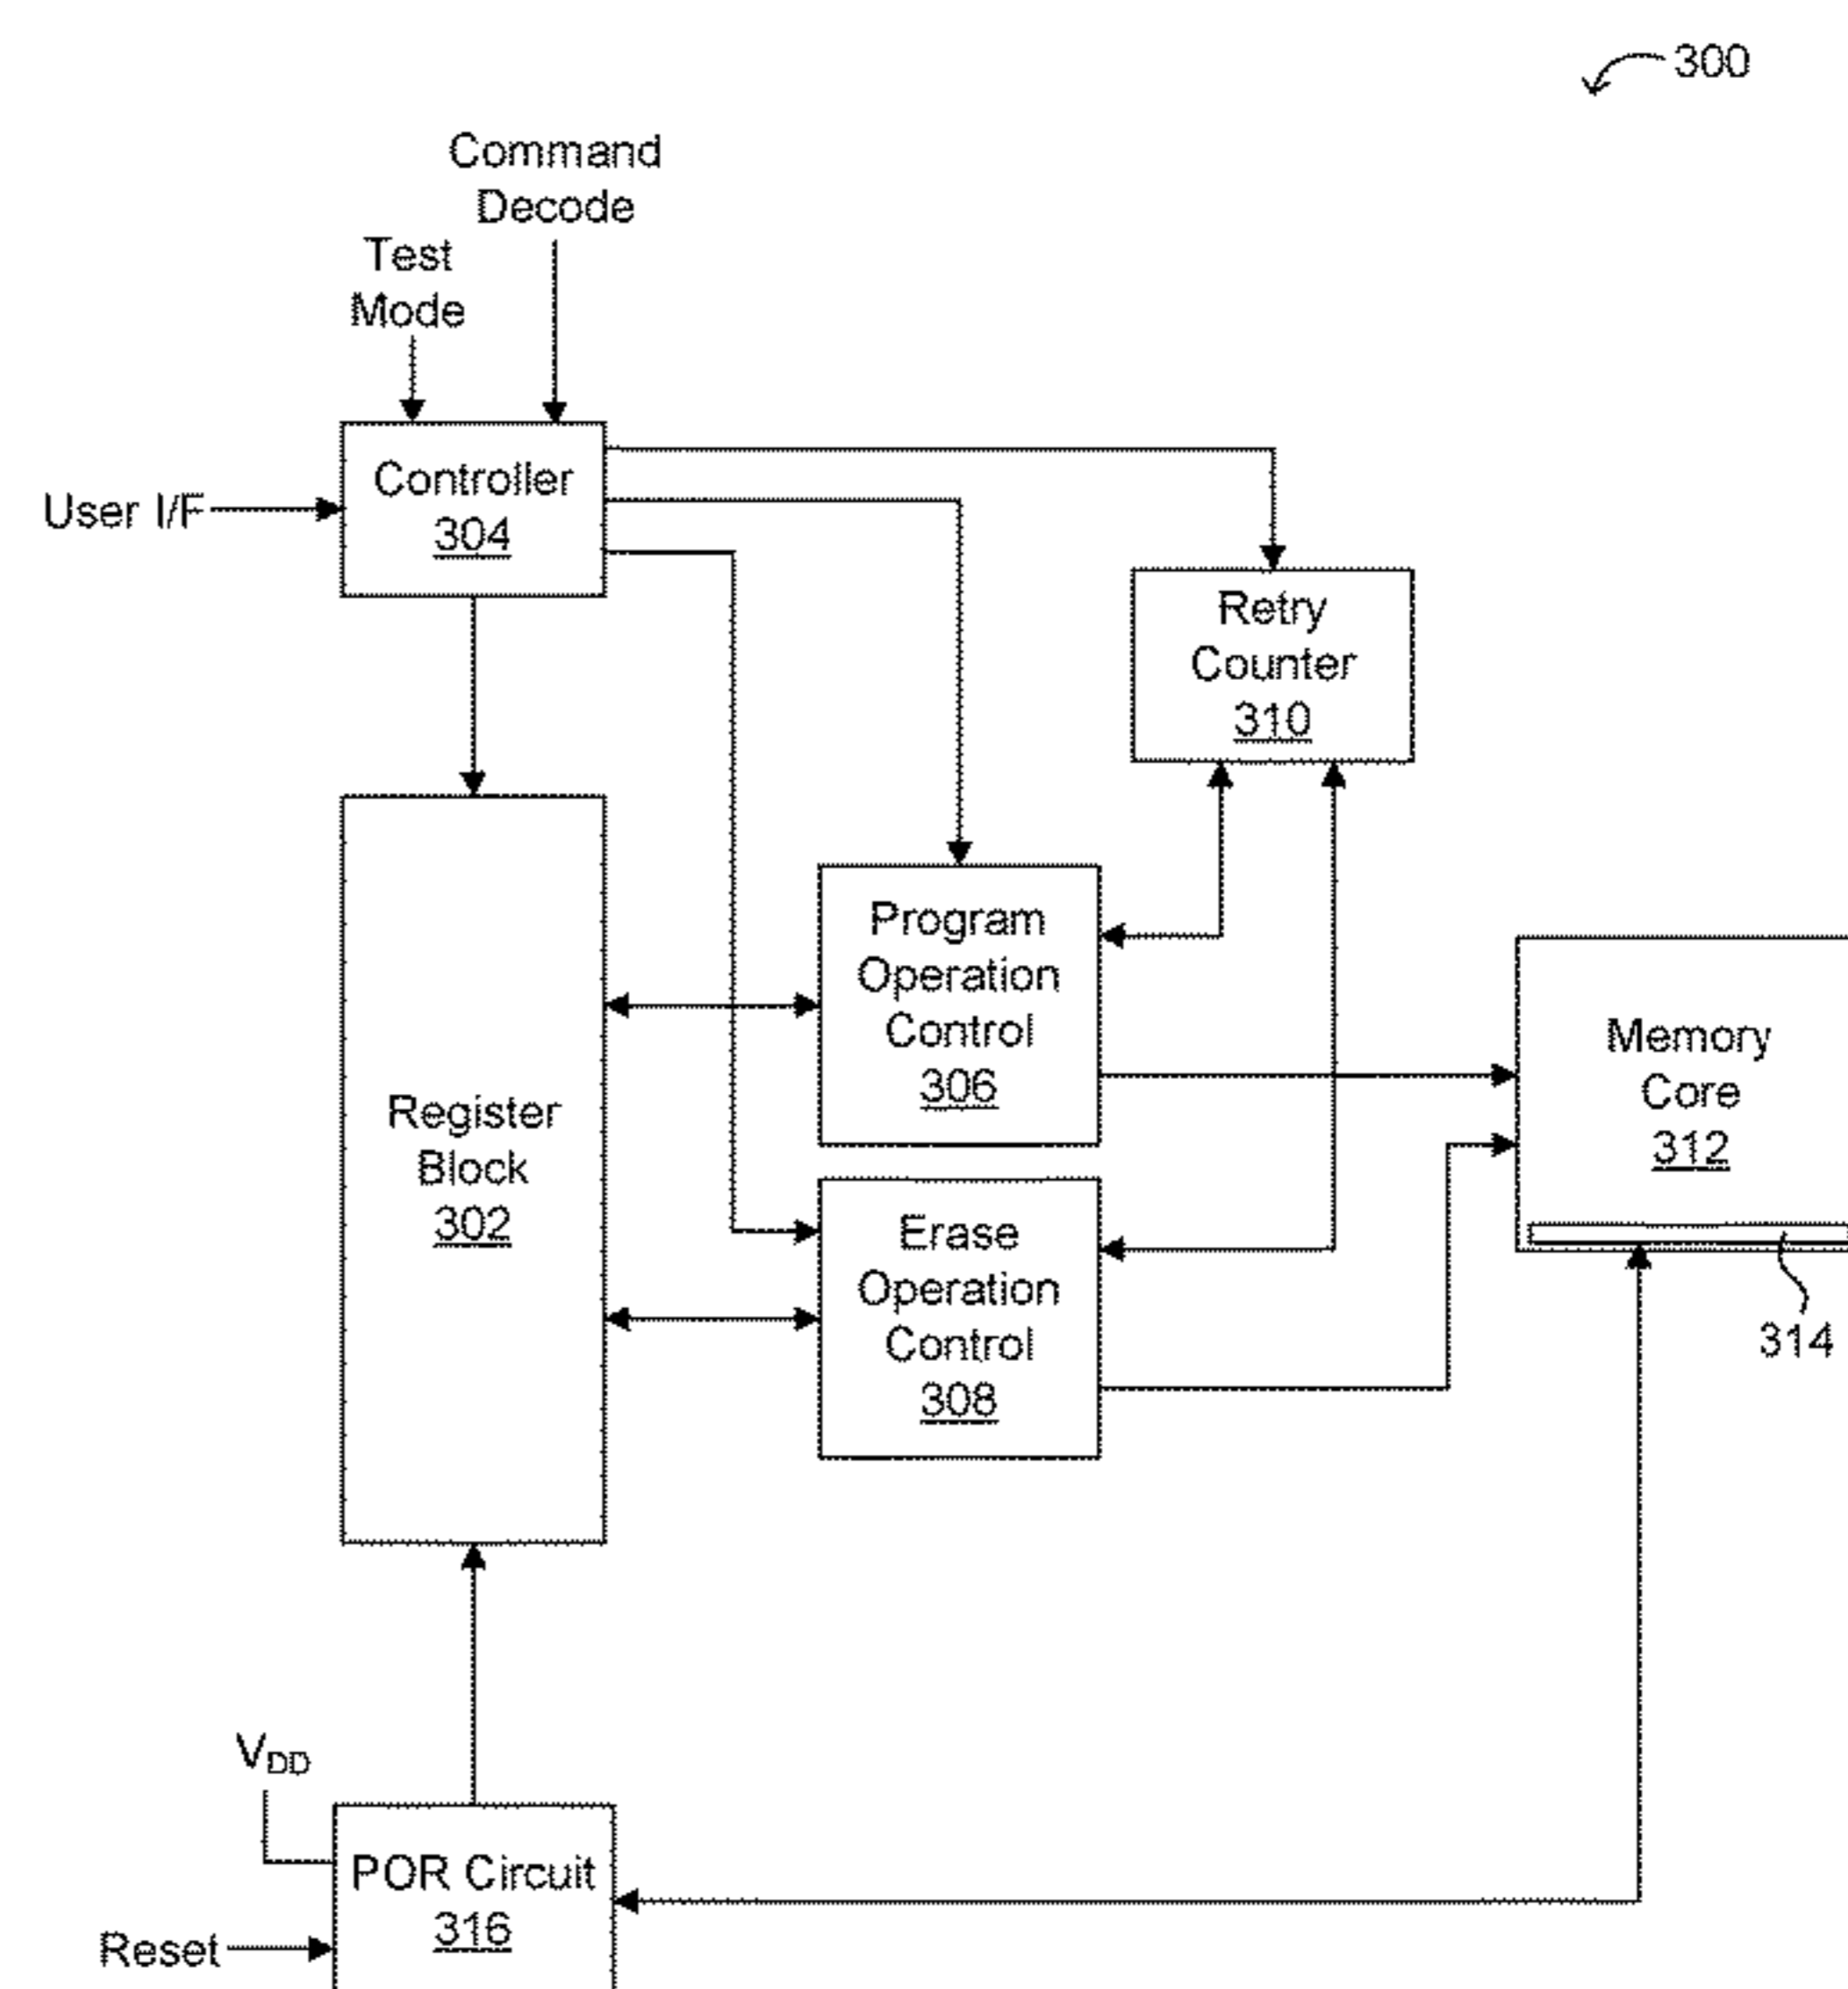 300
Command
Decode
Test
Mode
User I/F
Controller
304
Retry
Counter
310
Program
Operation
Control
306
Memory
Core
312
Register
Block
302
Erase
Operation
Control
308
314
VDD
POR Circuit
316
Reset